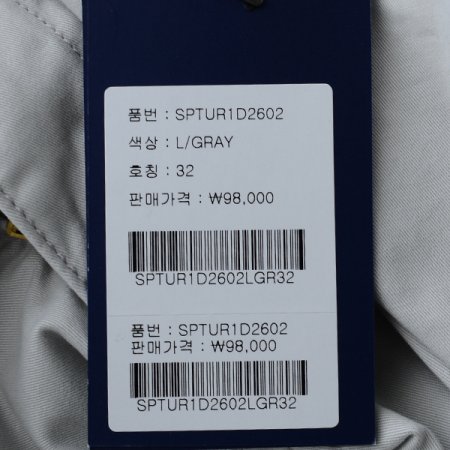 품번 : SPTUR1D2602
색상 : L/GRAY
호칭 : 32
판매가격 : ₩98,000
SPTUR1D2602LGR32
품번 : SPTUR1D2602
판매가격 : ₩98,000
SPTUR1D2602LGR32